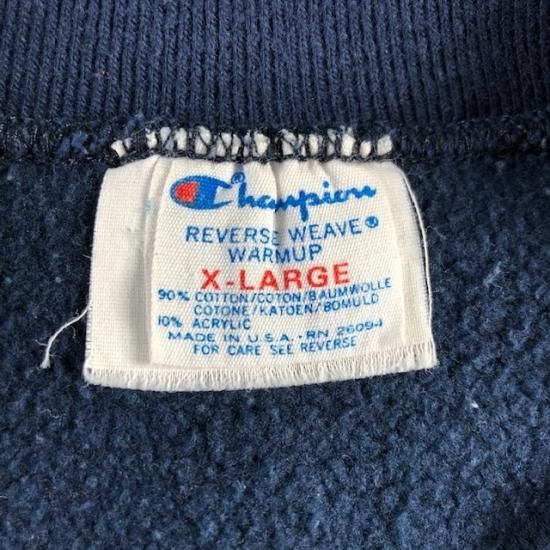 Champion
REVERSE WEAVE®
WARMUP
X-LARGE
90% COTTON/COTON/BAUMWOLLE
COTONE/KATOEN/BOMULD
10% ACRYLIC
MADE IN U.S.A.-RN 26094
FOR CARE SEE REVERSE